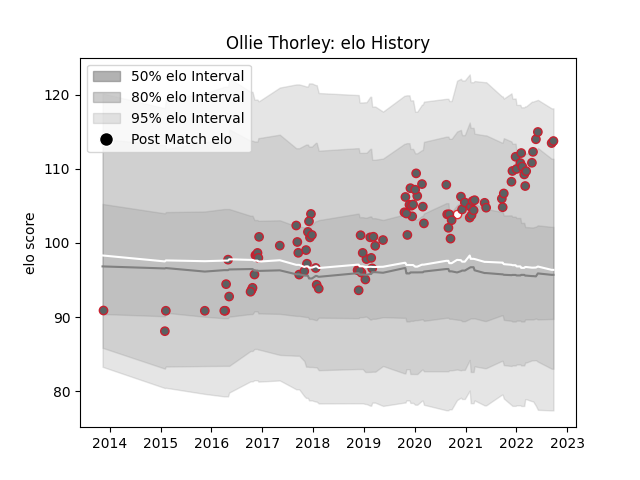 Ollie Thorley: elo History
50% elo Interval
80% elo Interval
95% elo Interval
Post Match elo
elo score
120
110
100
90
80
2014 2015 2016 2017 2018 2019 2020 2021 2022 2023